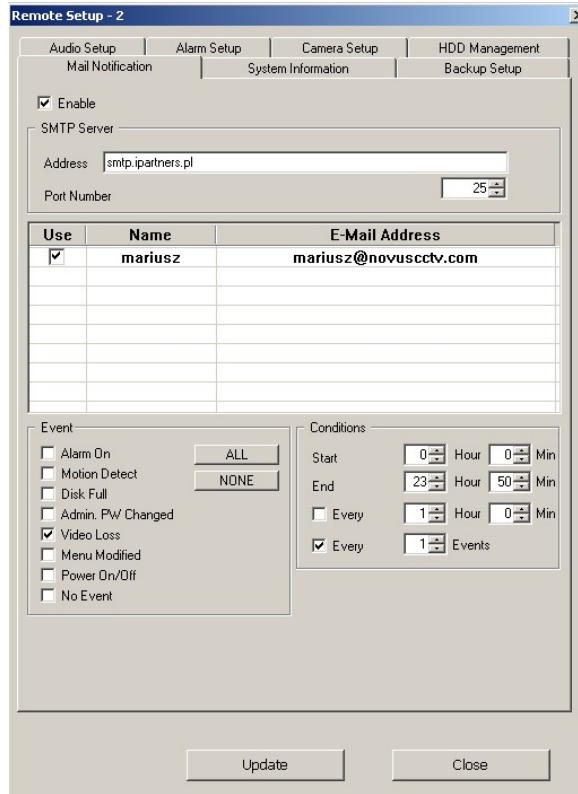 Remote Setup - 2
Audio Setup Alarm Setup Camera Setup HDD Management
Mail Notification System Information Backup Setup
Enable
SMTP Server
Address smtp.ipartners.pl
Port Number 25
Use Name E-Mail Address
mariusz mariusz@novuscctv.com
Event
Alarm On ALL
Motion Detect NONE
Disk Full
Admin. PW Changed
Video Loss
Menu Modified
Power On/Off
No Event
Conditions
Start 0 Hour 0 Min
End 23 Hour 50 Min
Every 1 Hour 0 Min
Every 1 Events
Update Close